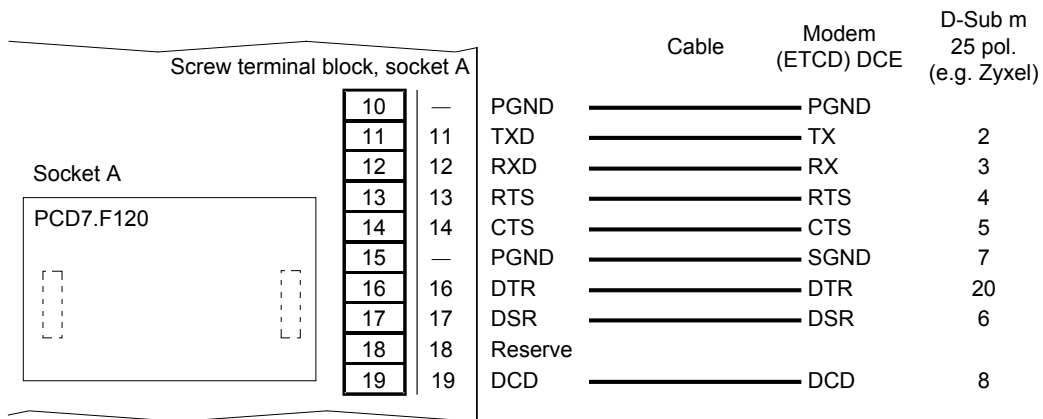 D-Sub m
Cable Modem 25 pol.
(ETCD) DCE (e.g. Zyxel)
Screw terminal block, socket A
10 — PGND PGND
11 11 TXD TX 2
12 12 RXD RX 3
Socket A
13 13 RTS RTS 4
PCD7.F120
14 14 CTS CTS 5
15 — PGND SGND 7
16 16 DTR DTR 20
17 17 DSR DSR 6
18 18 Reserve
19 19 DCD DCD 8